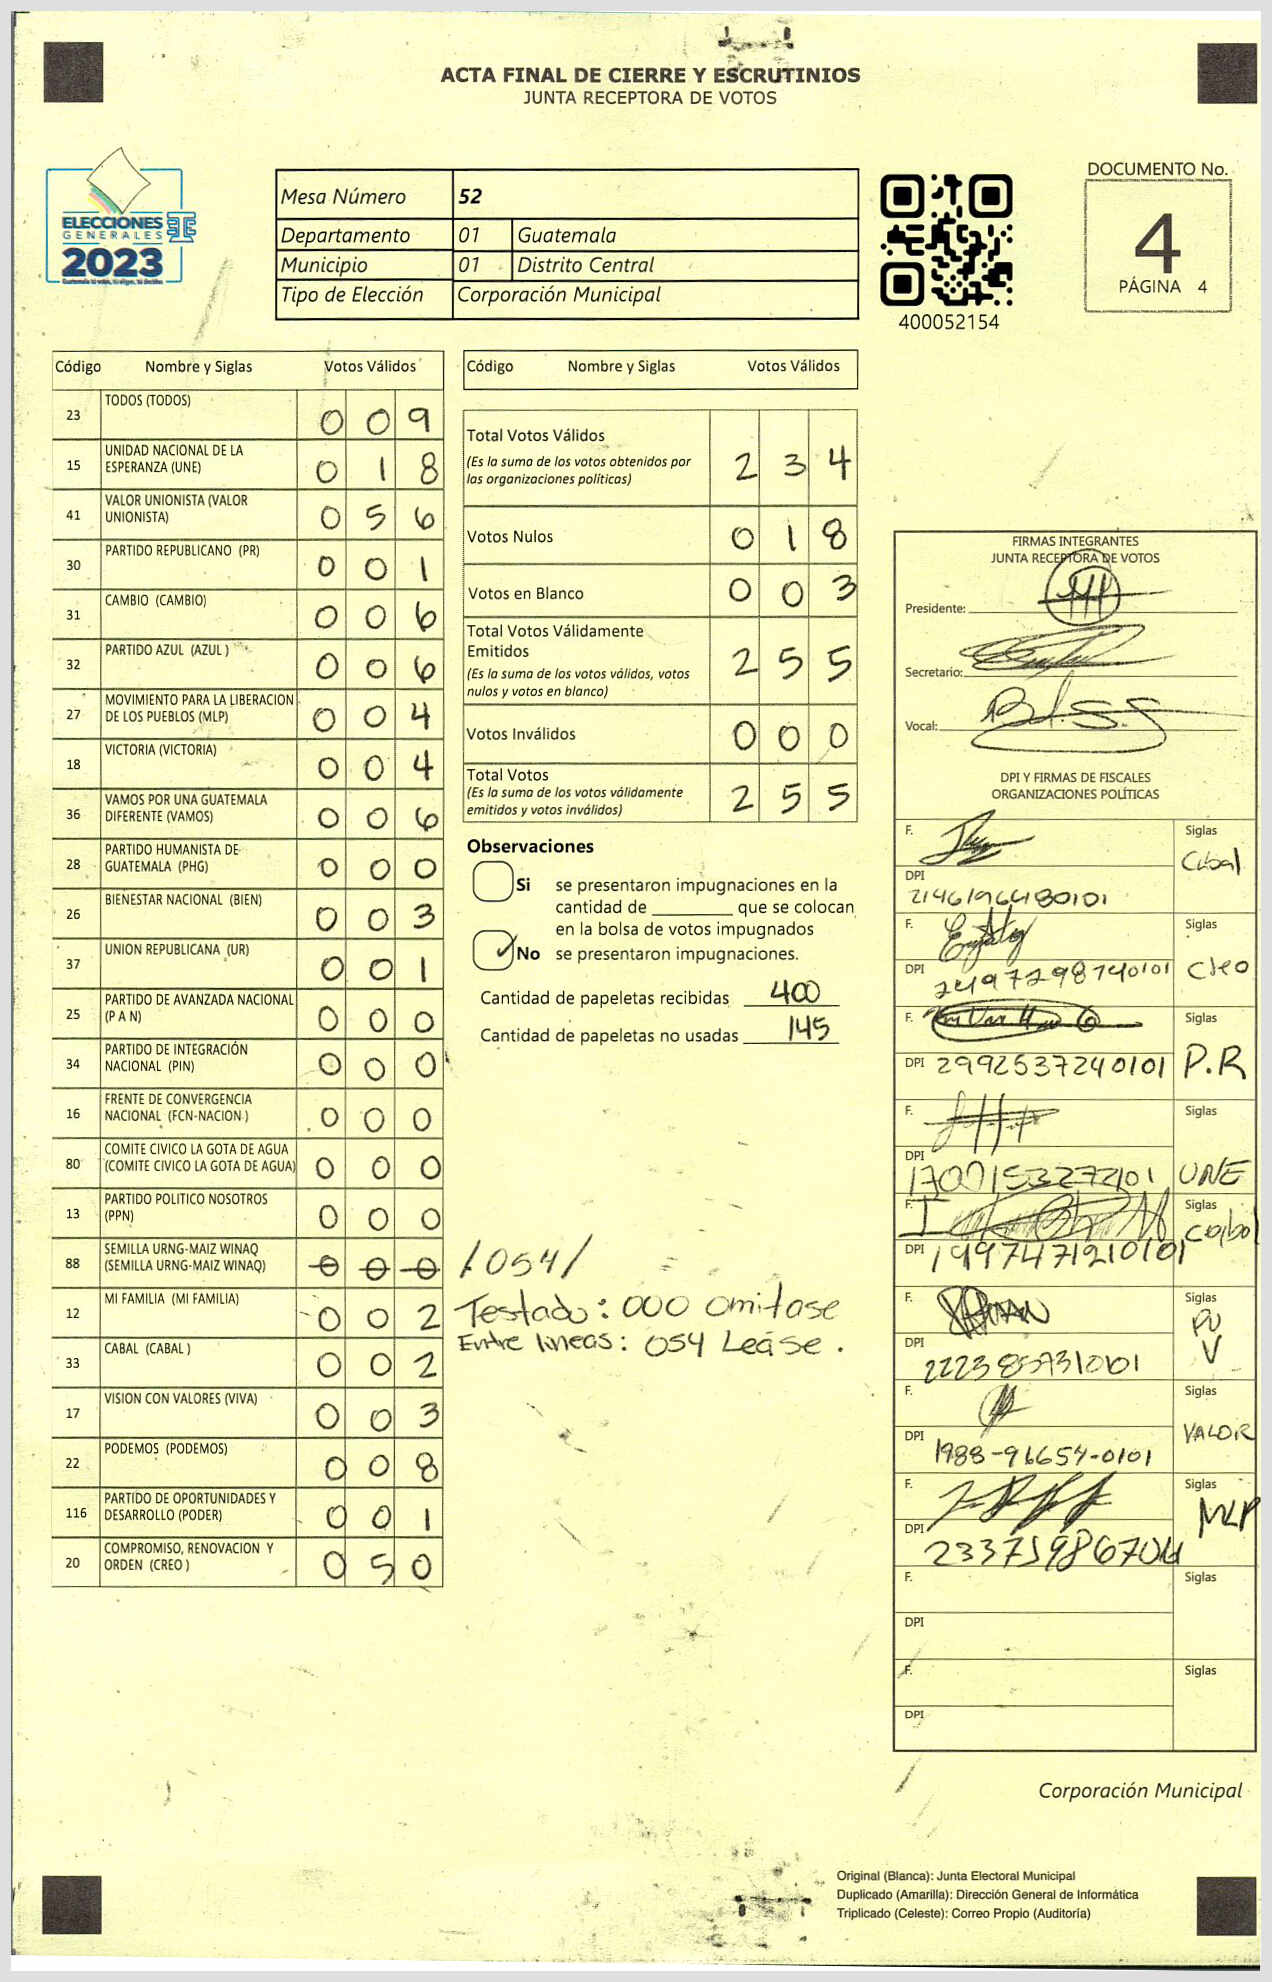 ACTA FINAL DE CIERRE Y ESCRUTINIOS
JUNTA RECEPTORA DE VOTOS
ELECCIONES
GENERALES
2023
Mesa Número 52
Departamento 01 Guatemala
Municipio 01 Distrito Central
Tipo de Elección Corporación Municipal
400052154
DOCUMENTO No.
4
PÁGINA 4
Código Nombre y Siglas Votos Válidos
23 TODOS (TODOS) 0 0 9
15 UNIDAD NACIONAL DE LA
ESPERANZA (UNE) 0 1 8
41 VALOR UNIONISTA (VALOR
UNIONISTA) 0 5 6
30 PARTIDO REPUBLICANO (PR) 0 0 1
31 CAMBIO (CAMBIO) 0 0 6
32 PARTIDO AZUL (AZUL ) 0 0 6
27 MOVIMIENTO PARA LA LIBERACION
DE LOS PUEBLOS (MLP) 0 0 4
18 VICTORIA (VICTORIA) 0 0 4
36 VAMOS POR UNA GUATEMALA
DIFERENTE (VAMOS) 0 0 6
28 PARTIDO HUMANISTA DE
GUATEMALA (PHG) 0 0 0
26 BIENESTAR NACIONAL (BIEN) 0 0 3
37 UNION REPUBLICANA (UR) 0 0 1
25 PARTIDO DE AVANZADA NACIONAL
(P A N) 0 0 0
34 PARTIDO DE INTEGRACIÓN
NACIONAL (PIN) 0 0 0
16 FRENTE DE CONVERGENCIA
NACIONAL (FCN-NACION ) 0 0 0
80 COMITE CIVICO LA GOTA DE AGUA
(COMITE CIVICO LA GOTA DE AGUA) 0 0 0
13 PARTIDO POLITICO NOSOTROS
(PPN) 0 0 0
88 SEMILLA URNG-MAIZ WINAQ
(SEMILLA URNG-MAIZ WINAQ) 0 0 0 /054/
12 MI FAMILIA (MI FAMILIA) 0 0 2
33 CABAL (CABAL ) 0 0 2
17 VISION CON VALORES (VIVA) 0 0 3
22 PODEMOS (PODEMOS) 0 0 8
116 PARTIDO DE OPORTUNIDADES Y
DESARROLLO (PODER) 0 0 1
20 COMPROMISO, RENOVACION Y
ORDEN (CREO ) 0 5 0
Código Nombre y Siglas Votos Válidos
Total Votos Válidos
(Es la suma de los votos obtenidos por
las organizaciones políticas) 2 3 4
Votos Nulos 0 1 8
Votos en Blanco 0 0 3
Total Votos Válidamente
Emitidos
(Es la suma de los votos válidos, votos
nulos y votos en blanco) 2 5 5
Votos Inválidos 0 0 0
Total Votos
(Es la suma de los votos válidamente
emitidos y votos inválidos) 2 5 5
Observaciones
Si se presentaron impugnaciones en la
cantidad de ________ que se colocan
en la bolsa de votos impugnados
No se presentaron impugnaciones.
Cantidad de papeletas recibidas 400
Cantidad de papeletas no usadas 145
Testado: 000 omitase
Entre lineas: 054 Leáse.
FIRMAS INTEGRANTES
JUNTA RECEPTORA DE VOTOS
Presidente:
Secretario:
Vocal:
DPI Y FIRMAS DE FISCALES
ORGANIZACIONES POLÍTICAS
F. Siglas
DPI
F. Siglas
DPI
F. Siglas
DPI 2992537240101 P.R
F. Siglas
DPI 1700153272101 UNE
F. Siglas
DPI 1997471210101
F. Siglas
DPI
F. Siglas
DPI 1988-96654-0101 VALOR
F. Siglas
DPI MLP
F. Siglas
DPI
F. Siglas
DPI
Corporación Municipal
Original (Blanca): Junta Electoral Municipal
Duplicado (Amarilla): Dirección General de Informática
Triplicado (Celeste): Correo Propio (Auditoría)